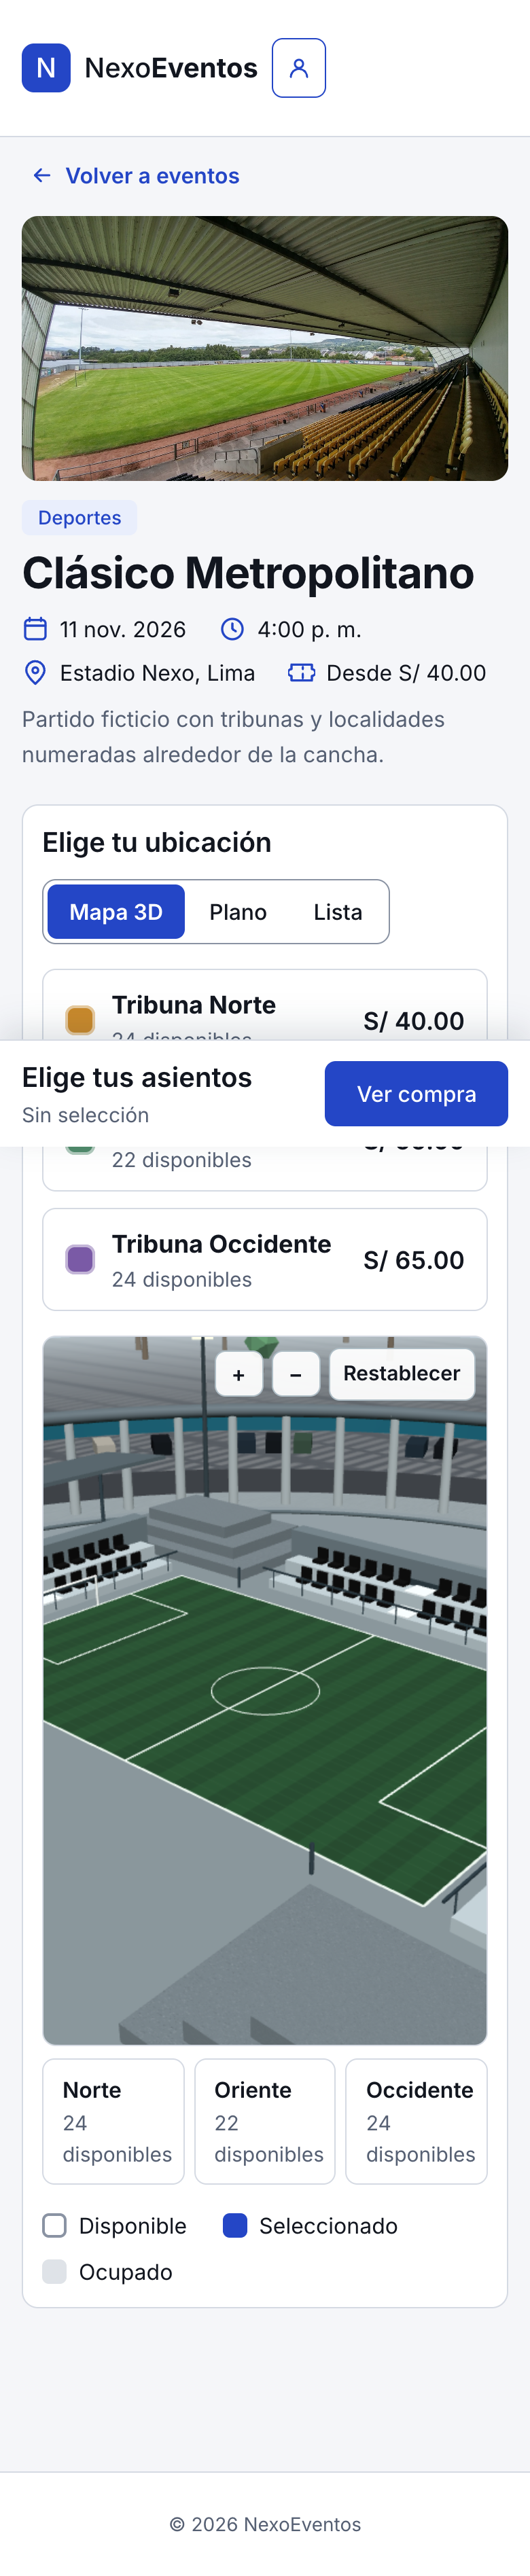 N NexoEventos
← Volver a eventos
Deportes
Clásico Metropolitano
11 nov. 2026 4:00 p. m.
Estadio Nexo, Lima Desde S/ 40.00
Partido ficticio con tribunas y localidades
numeradas alrededor de la cancha.
Elige tu ubicación
Mapa 3D Plano Lista
Tribuna Norte S/ 40.00
24 disponibles
Elige tus asientos
Sin selección
Ver compra
22 disponibles
Tribuna Occidente S/ 65.00
24 disponibles
+ − Restablecer
Norte
24
disponibles
Oriente
22
disponibles
Occidente
24
disponibles
Disponible Seleccionado
Ocupado
© 2026 NexoEventos